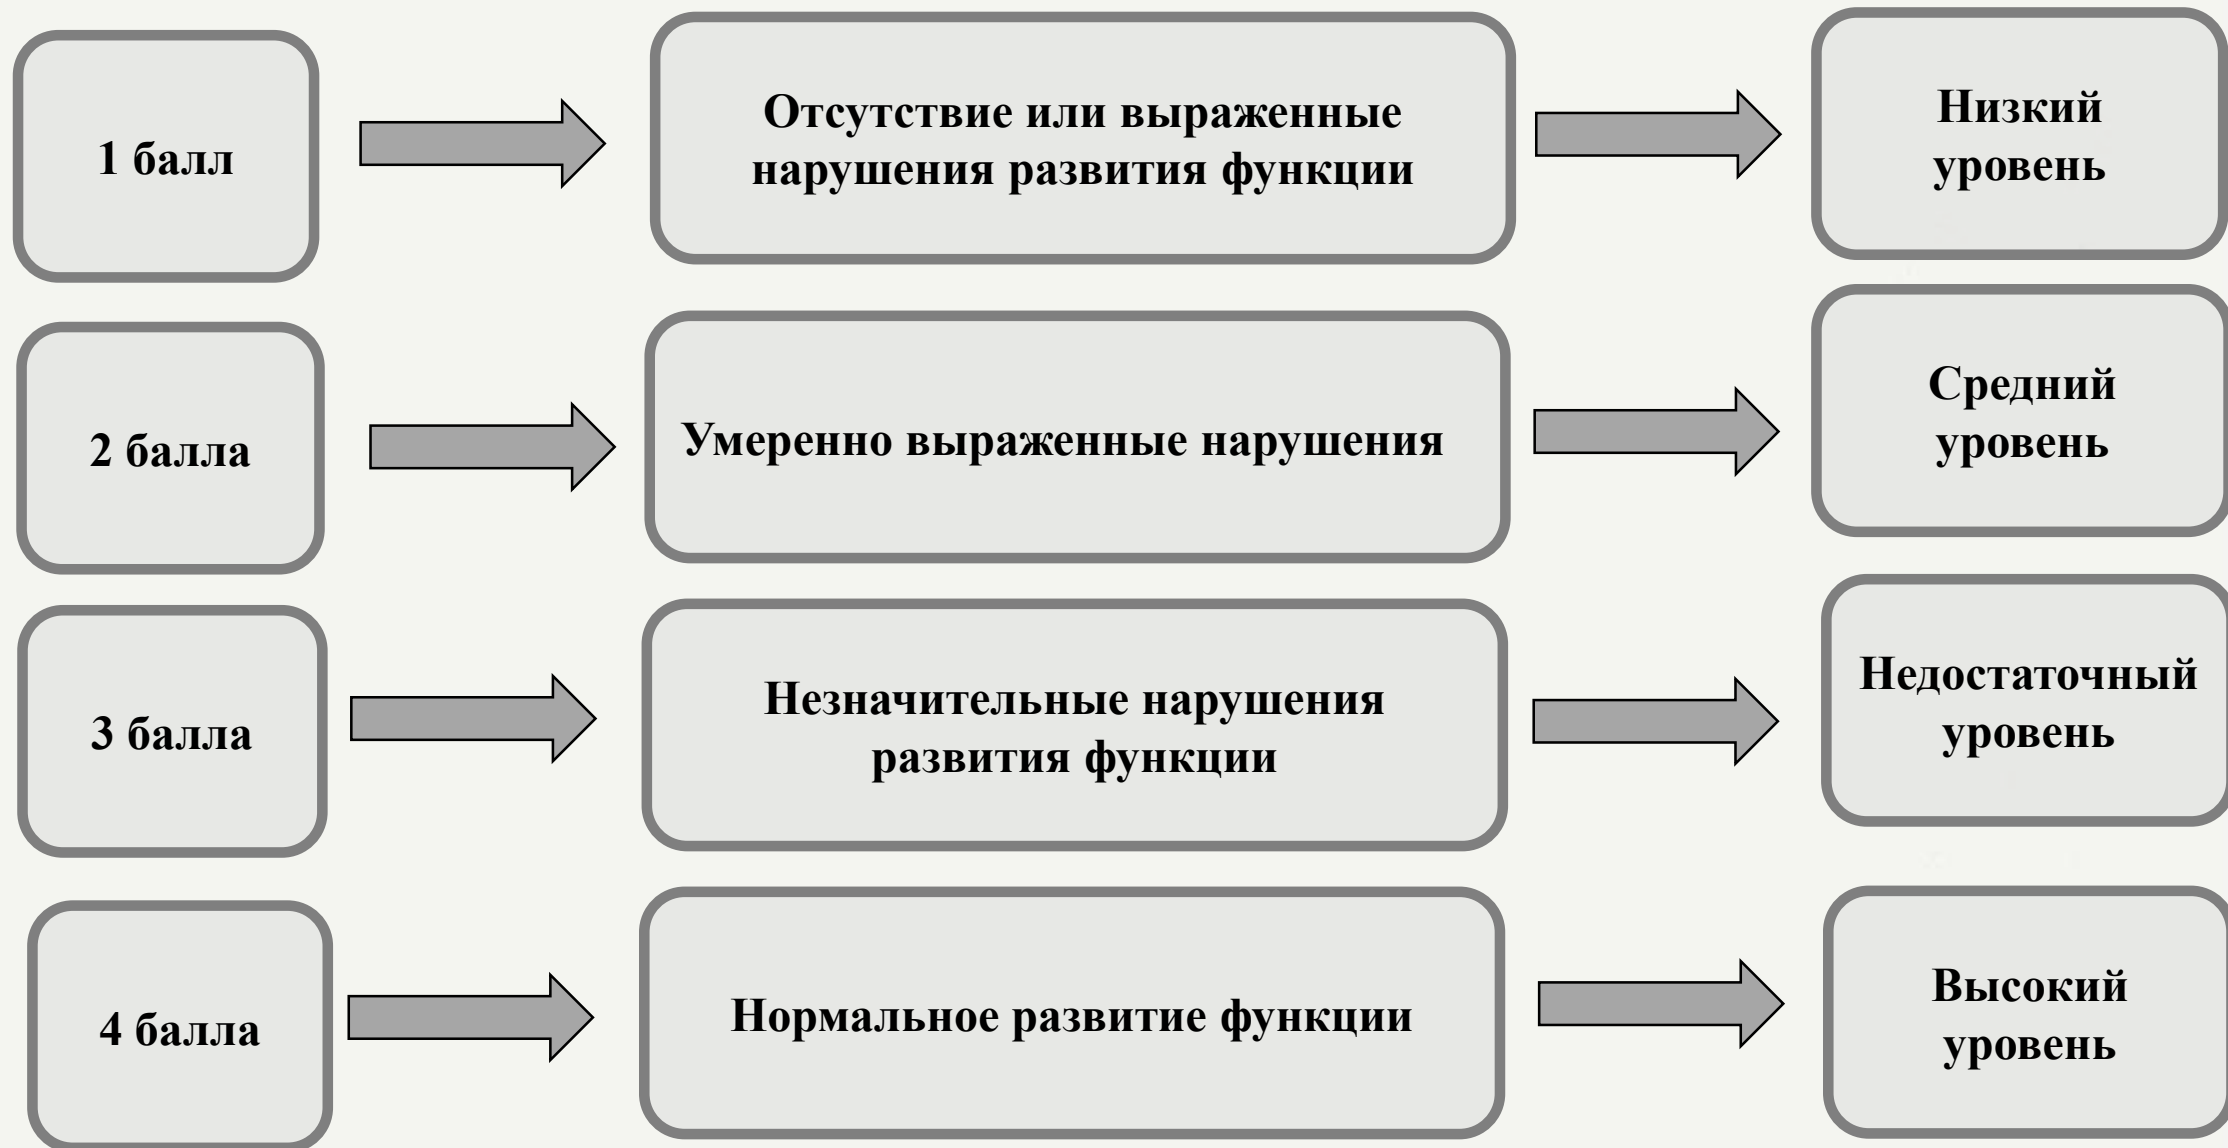 1 балл
Отсутствие или выраженные
нарушения развития функции
Низкий
уровень
2 балла
Умеренно выраженные нарушения
Средний
уровень
3 балла
Незначительные нарушения
развития функции
Недостаточный
уровень
4 балла
Нормальное развитие функции
Высокий
уровень